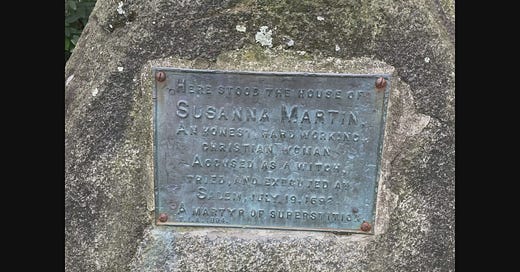 HERE STOOD THE HOUSE OF
SUSANNA MARTIN.
AN HONEST, HARD WORKING
CHRISTIAN WOMAN
ACCUSED AS A WITCH,
TRIED, AND EXECUTED AT
SALEM, JULY 19, 1692.
A MARTYR OF SUPERSTITION.